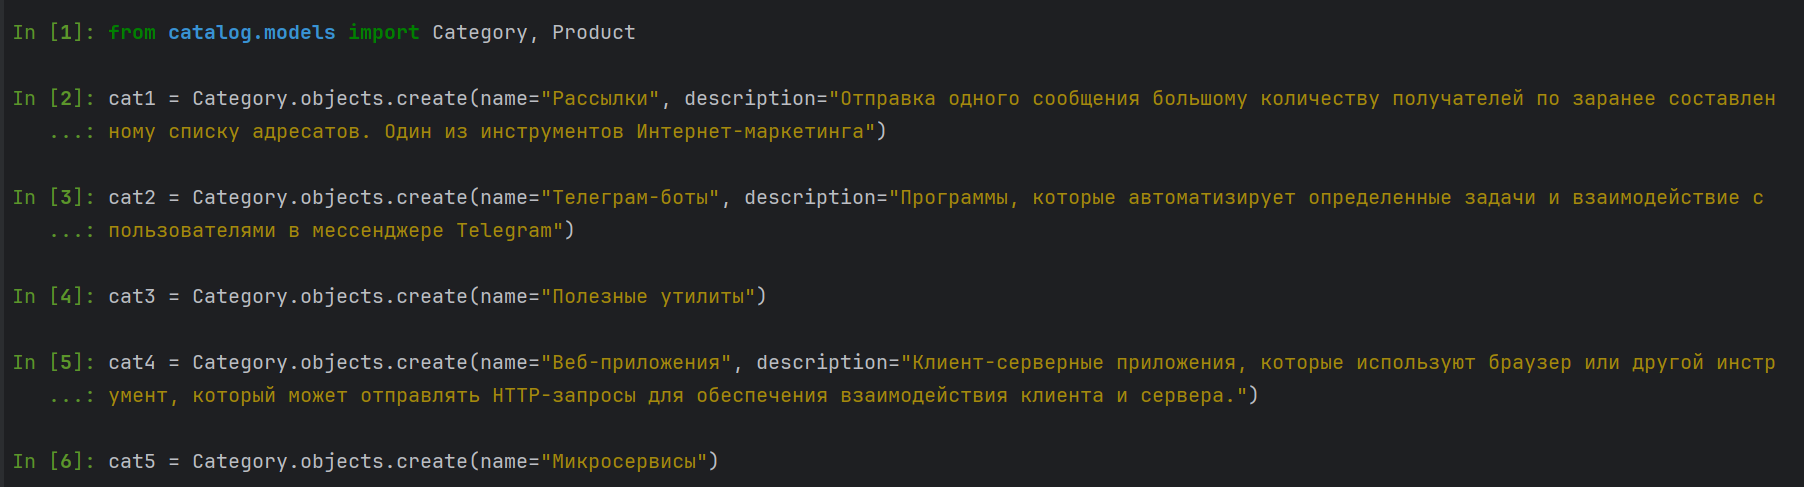 In [1]: from catalog.models import Category, Product
In [2]: cat1 = Category.objects.create(name="Рассылки", description="Отправка одного сообщения большому количеству получателей по заранее составлен
...: ному списку адресатов. Один из инструментов Интернет-маркетинга")
In [3]: cat2 = Category.objects.create(name="Телеграм-боты", description="Программы, которые автоматизирует определенные задачи и взаимодействие с
...: пользователями в мессенджере Telegram")
In [4]: cat3 = Category.objects.create(name="Полезные утилиты")
In [5]: cat4 = Category.objects.create(name="Веб-приложения", description="Клиент-серверные приложения, которые используют браузер или другой инстр
...: умент, который может отправлять HTTP-запросы для обеспечения взаимодействия клиента и сервера.")
In [6]: cat5 = Category.objects.create(name="Микросервисы")